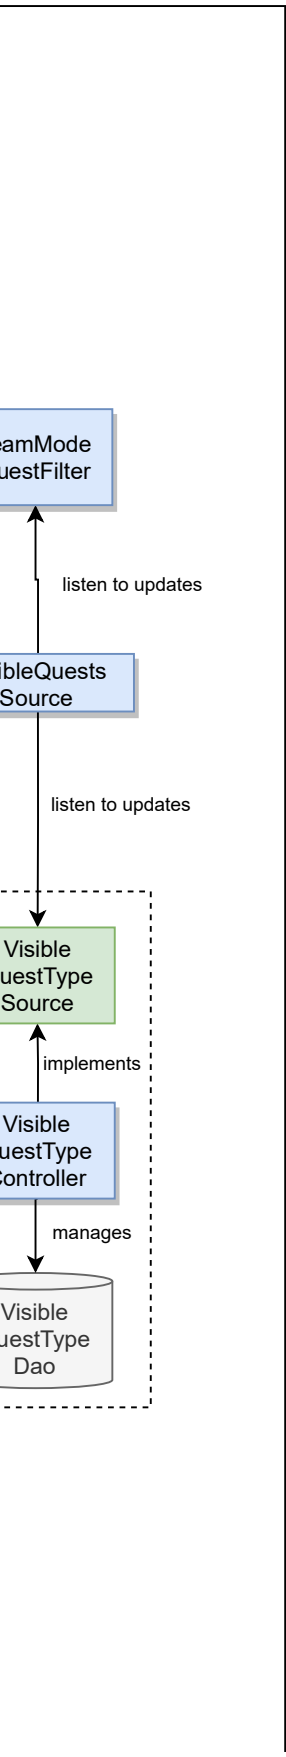 eamMode
uestFilter
listen to updates
ibleQuests
Source
listen to updates
Visible
uestType
Source
implements
Visible
uestType
Controller
manages
Visible
uestType
Dao